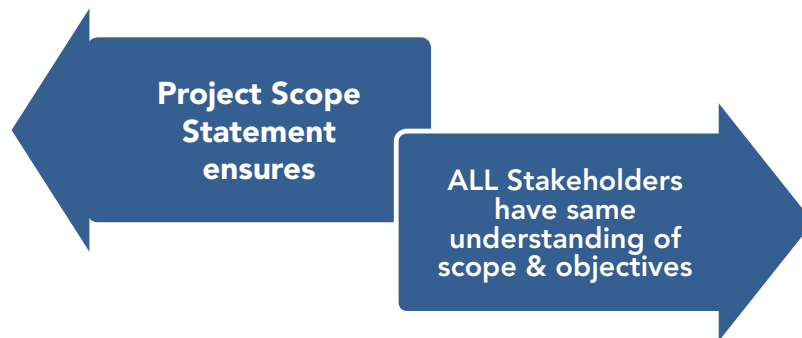 Project Scope
Statement
ensures
ALL Stakeholders
have same
understanding of
scope & objectives